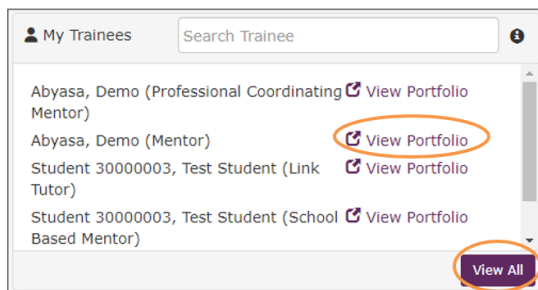 My Trainees Search Trainee
Abyasa, Demo (Professional Coordinating View Portfolio
Mentor)
Abyasa, Demo (Mentor) View Portfolio
Student 30000003, Test Student (Link View Portfolio
Tutor)
Student 30000003, Test Student (School View Portfolio
Based Mentor)
View All